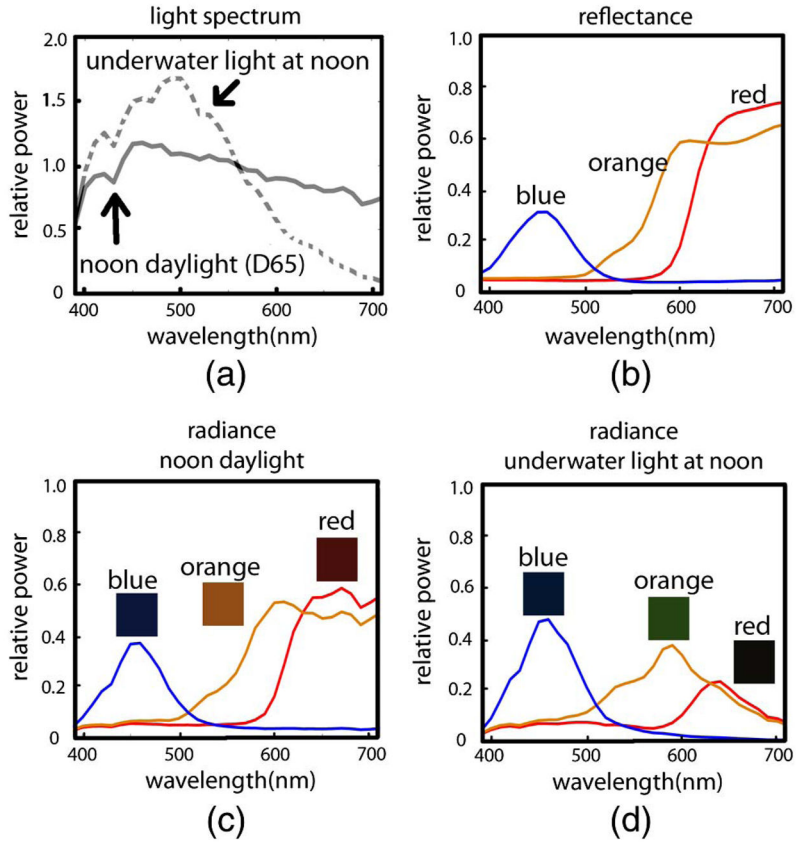 light spectrum
2.0
1.5
1.0
0.5
0
relative power
underwater light at noon
noon daylight (D65)
400
500
600
700
wavelength(nm)
(a)
reflectance
1.0
0.8
0.6
0.4
0.2
0
relative power
red
orange
blue
400
500
600
700
wavelength(nm)
(b)
radiance
noon daylight
1.0
0.8
0.6
0.4
0.2
0
relative power
red
orange
blue
400
500
600
700
wavelength(nm)
(c)
radiance
underwater light at noon
1.0
0.8
0.6
0.4
0.2
0
relative power
blue
orange
red
400
500
600
700
wavelength(nm)
(d)